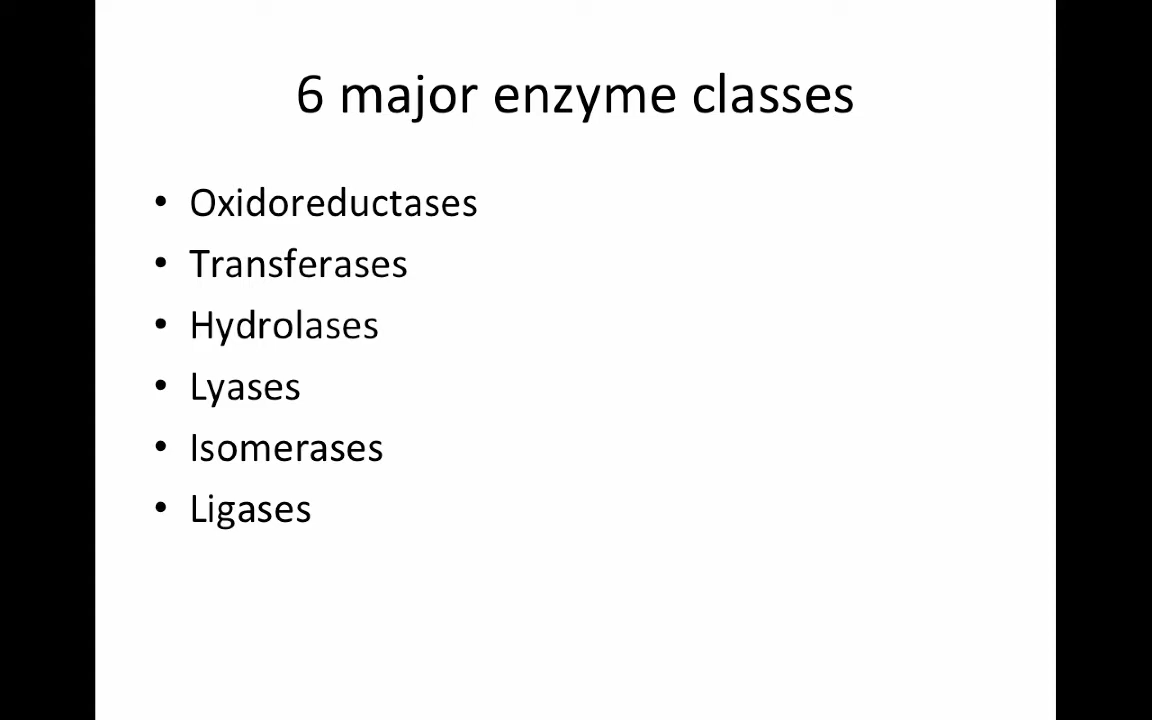 6 major enzyme classes
• Oxidoreductases
• Transferases
• Hydrolases
• Lyases
• Isomerases
• Ligases